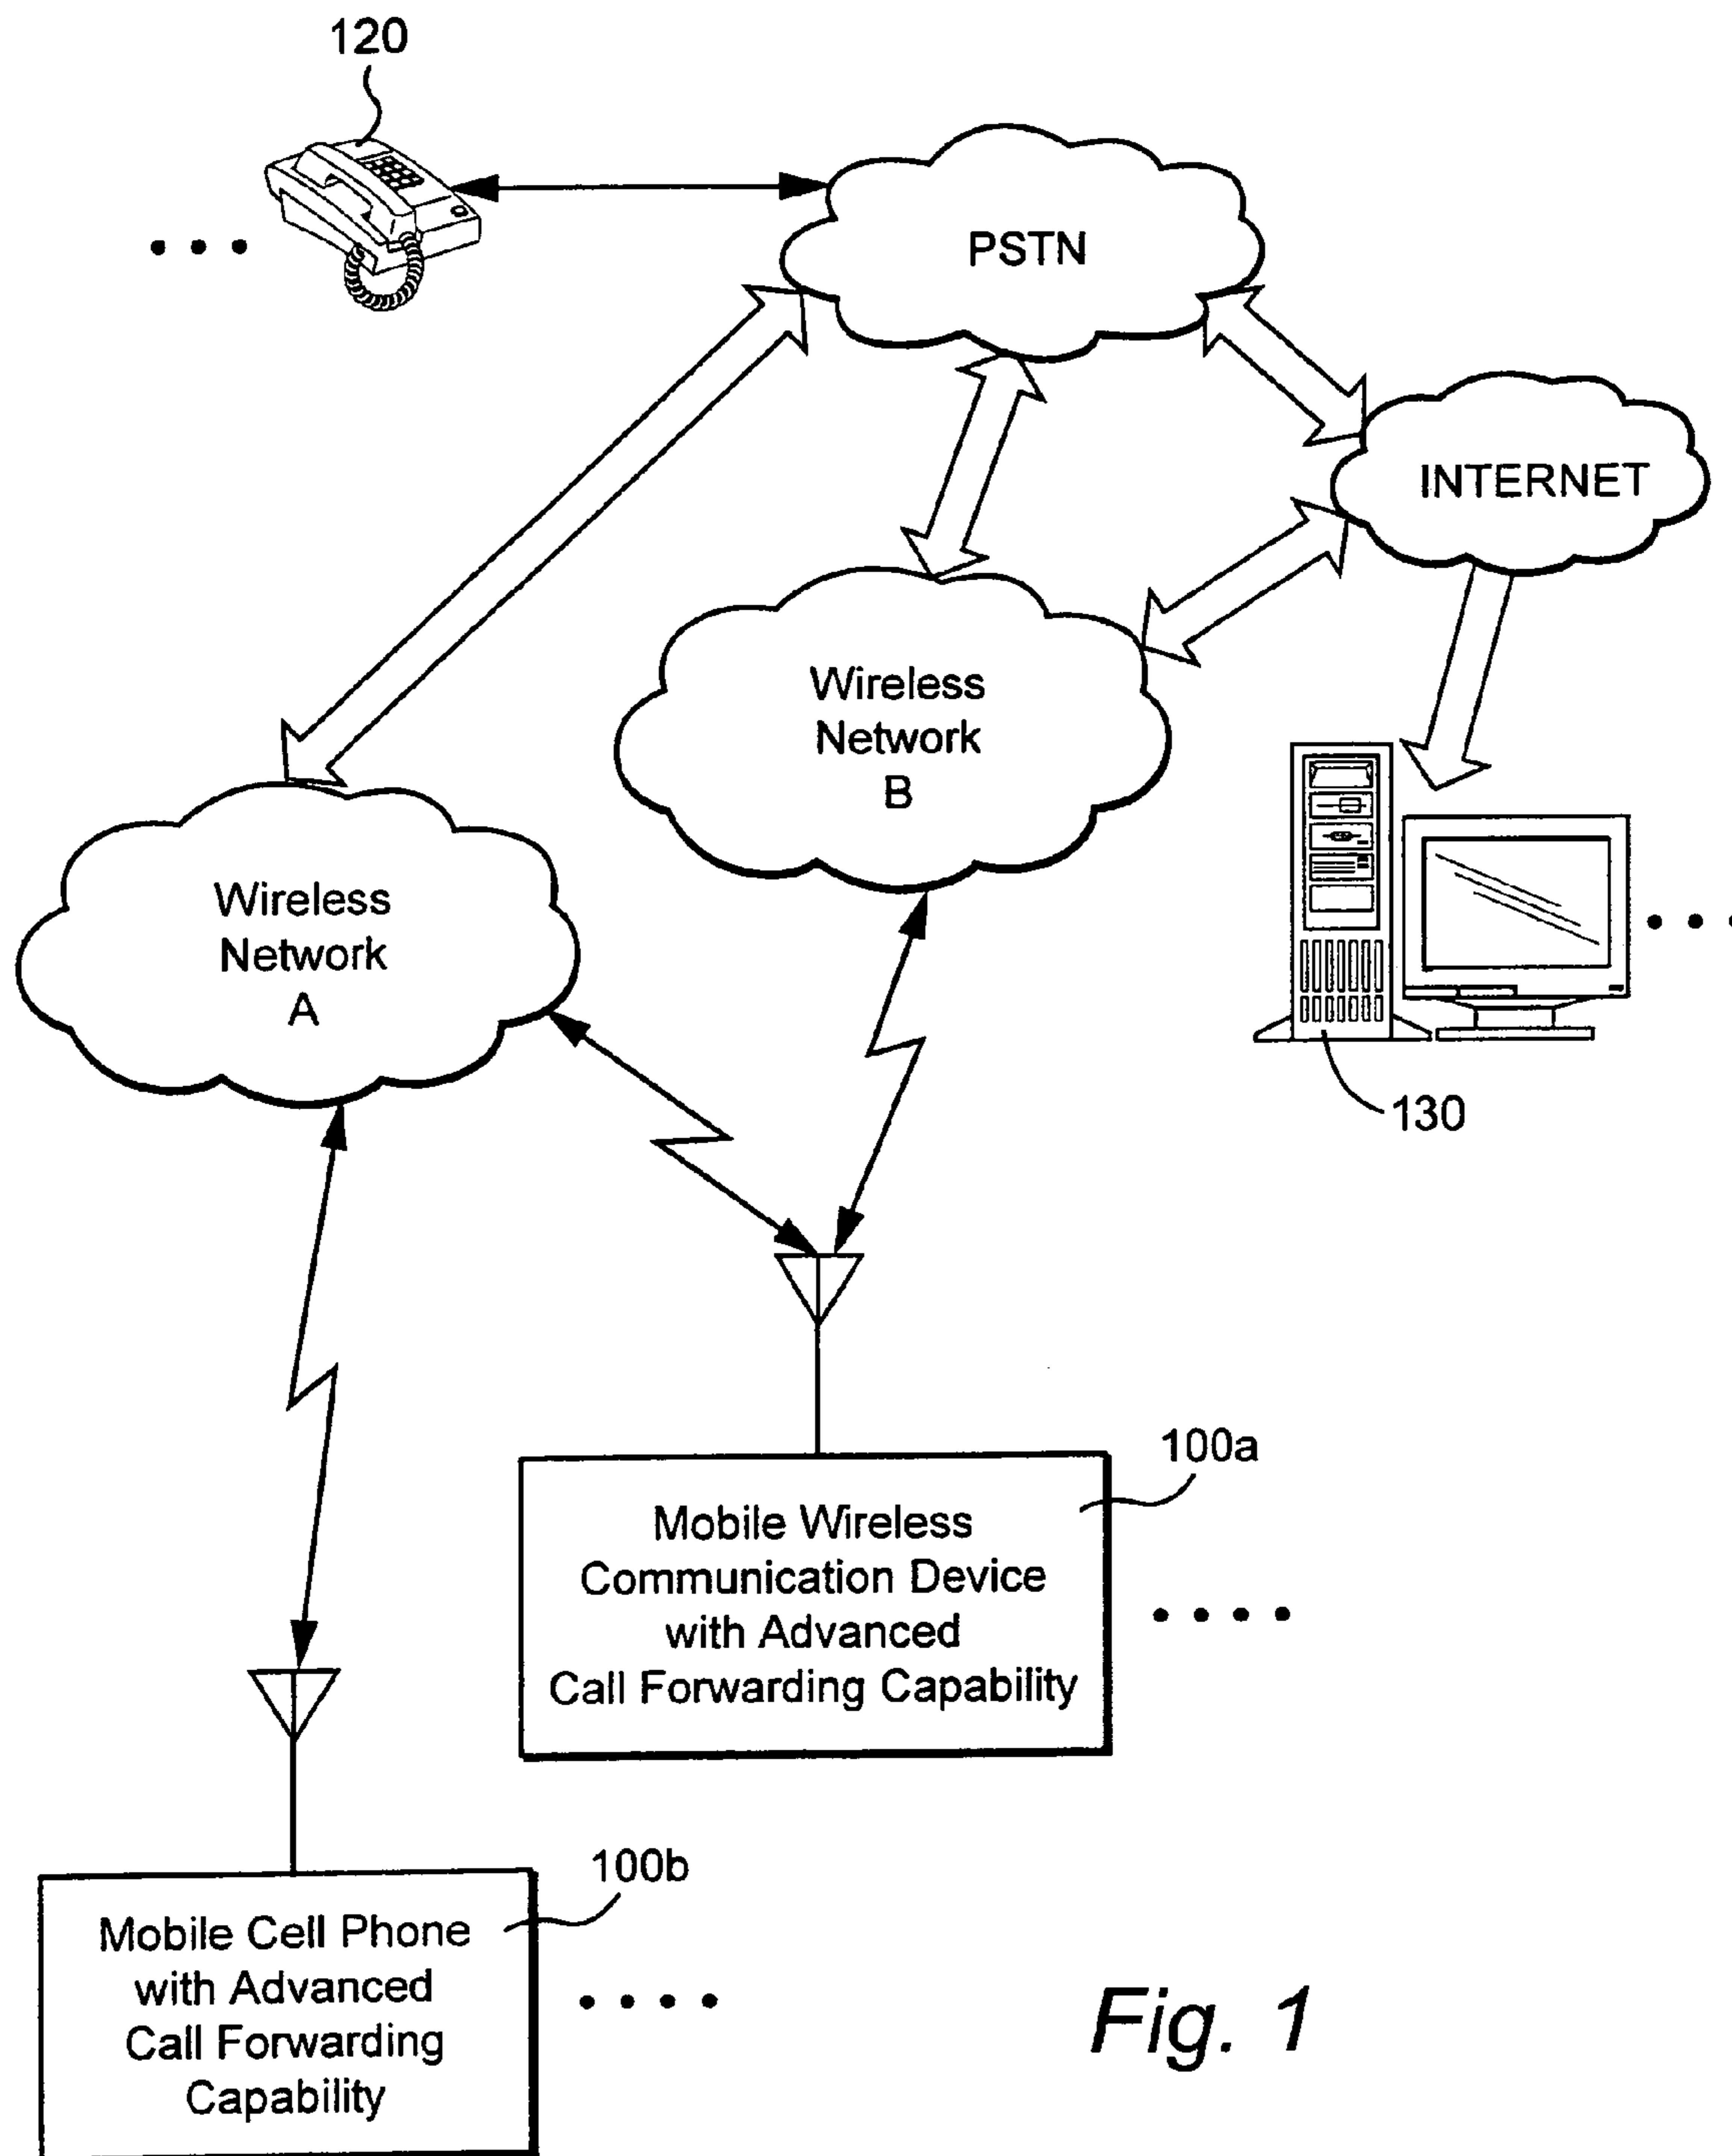 120
PSTN
INTERNET
Wireless
Network
B
Wireless
Network
A
130
100a
Mobile Wireless
Communication Device
with Advanced
Call Forwarding Capability
100b
Mobile Cell Phone
with Advanced
Call Forwarding
Capability
Fig. 1